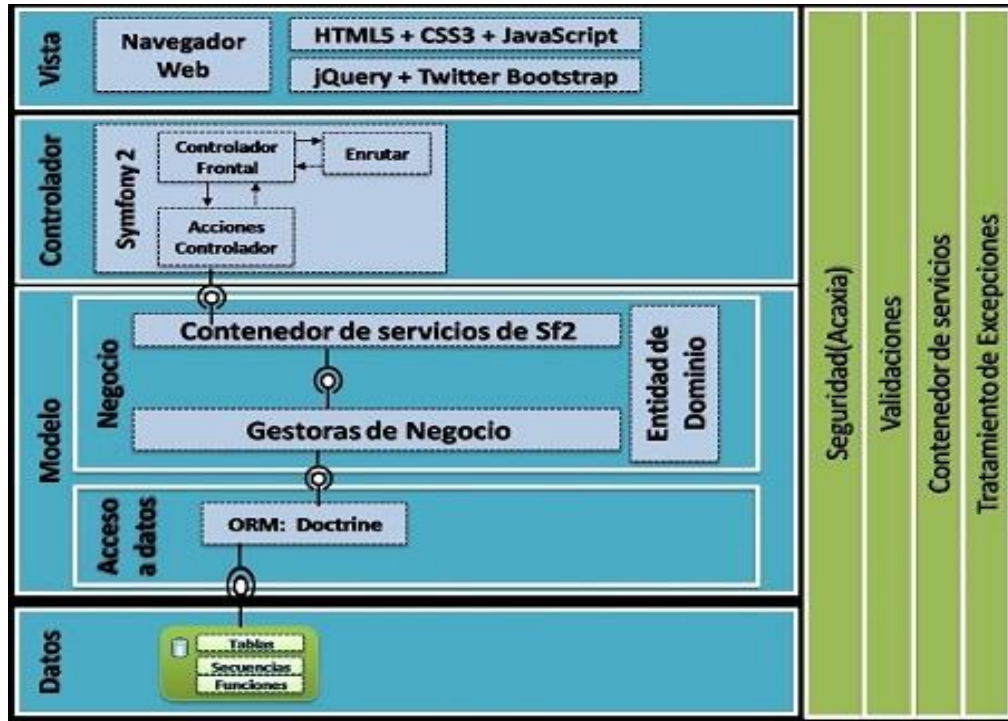 Vista
Navegador
Web
HTML5 + CSS3 + JavaScript
jQuery + Twitter Bootstrap
Controlador
Symfony 2
Controlador
Frontal
Enrutar
Acciones
Controlador
Modelo
Negocio
Contenedor de servicios de Sf2
Gestoras de Negocio
Entidad de
Dominio
Acceso
a datos
ORM: Doctrine
Datos
Tablas
Secuencias
Funciones
Seguridad(Acaxia)
Validaciones
Contenedor de servicios
Tratamiento de Excepciones